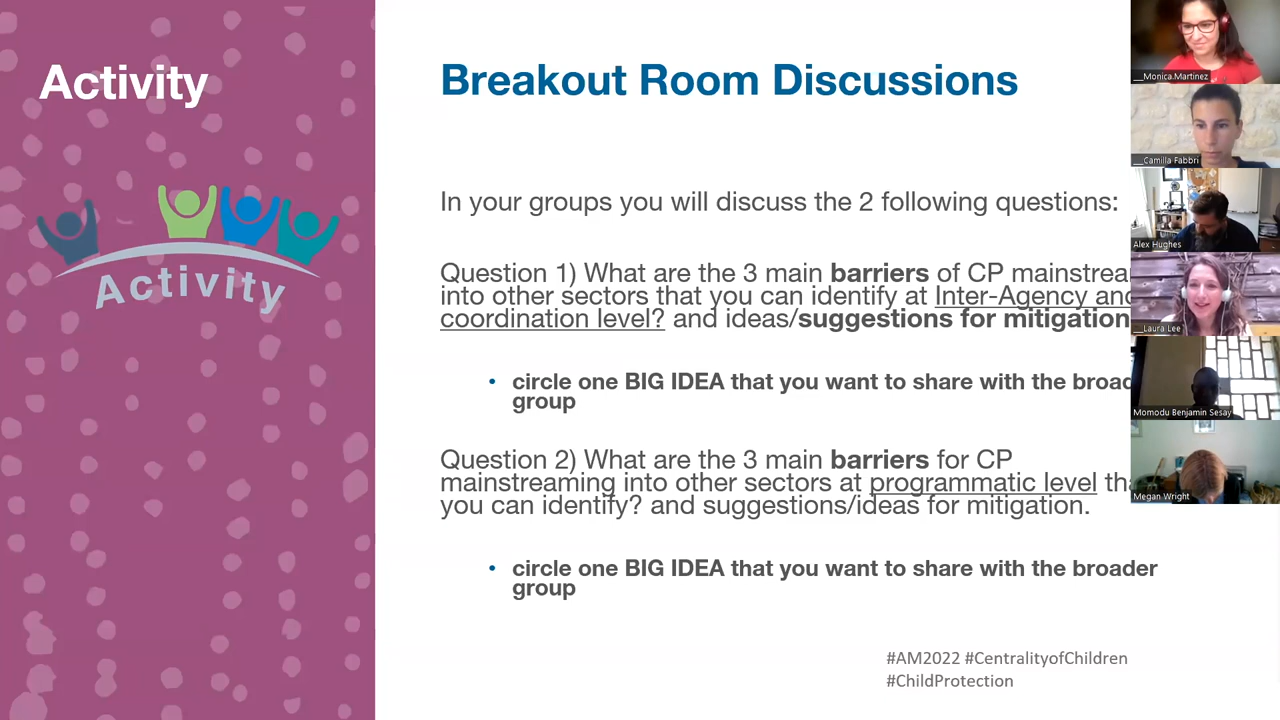 Activity
Activity
Breakout Room Discussions
In your groups you will discuss the 2 following questions:
Question 1) What are the 3 main barriers of CP mainstrea
into other sectors that you can identify at Inter-Agency and
coordination level? and ideas/suggestions for mitigation
• circle one BIG IDEA that you want to share with the broad
group
Question 2) What are the 3 main barriers for CP
mainstreaming into other sectors at programmatic level tha
you can identify? and suggestions/ideas for mitigation.
• circle one BIG IDEA that you want to share with the broader
group
#AM2022 #CentralityofChildren
#ChildProtection
__Monica.Martinez
__Camilla Fabbri
Alex Hughes
__Laura Lee
Momodu Benjamin Sesay
Megan Wright